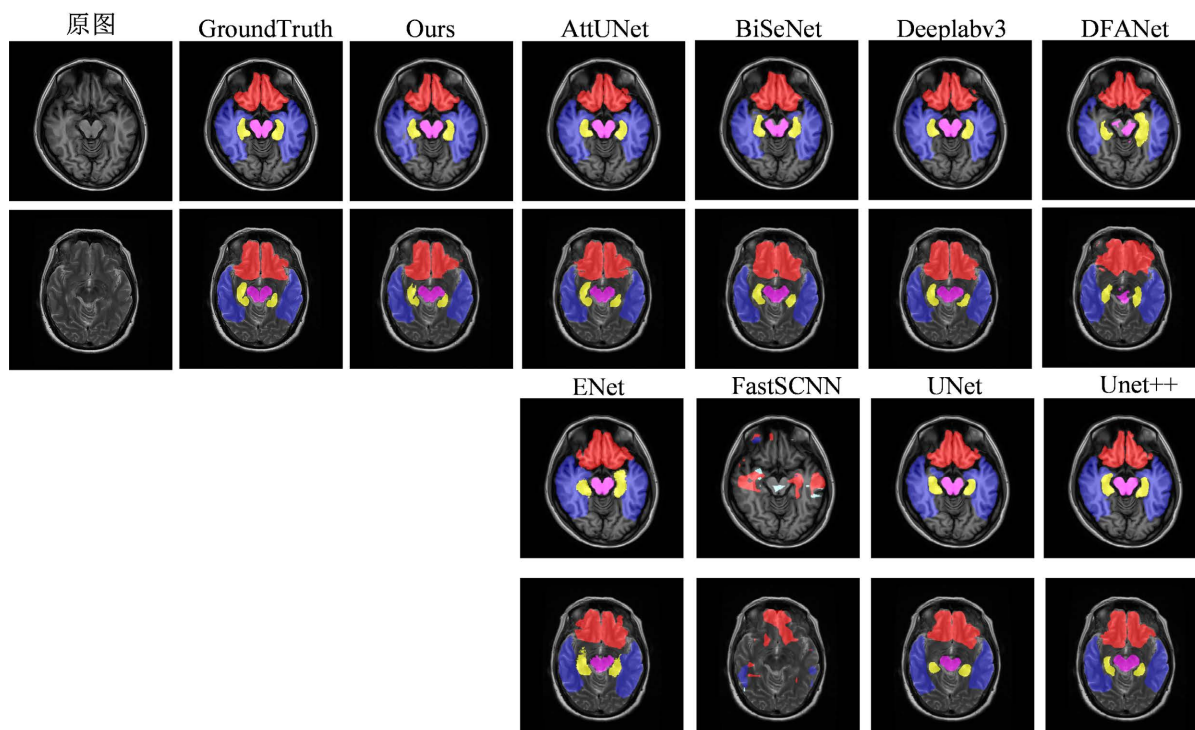 原图 GroundTruth Ours AttUNet BiSeNet Deeplabv3 DFANet
ENet FastSCNN UNet Unet++